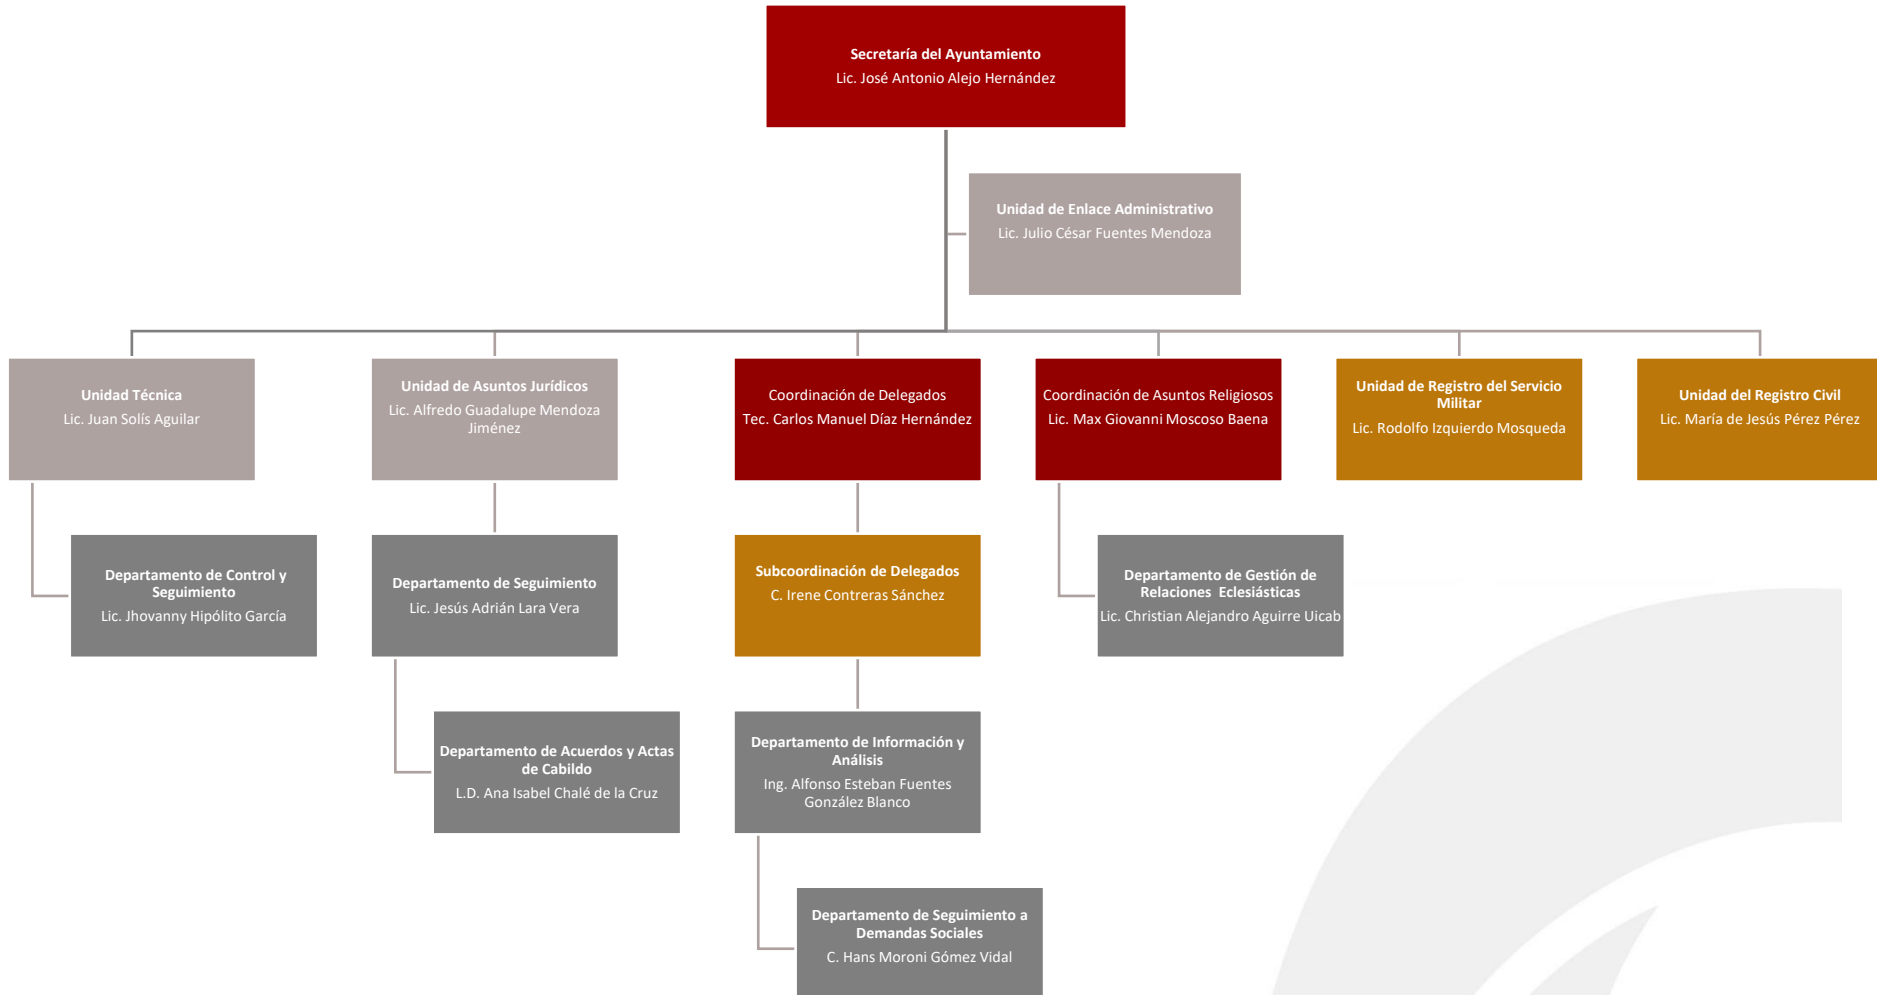 Secretaría del Ayuntamiento
Lic. José Antonio Alejo Hernández
Unidad de Enlace Administrativo
Lic. Julio César Fuentes Mendoza
Unidad Técnica
Lic. Juan Solís Aguilar
Unidad de Asuntos Jurídicos
Lic. Alfredo Guadalupe Mendoza
Jiménez
Coordinación de Delegados
Tec. Carlos Manuel Díaz Hernández
Coordinación de Asuntos Religiosos
Lic. Max Giovanni Moscoso Baena
Unidad de Registro del Servicio
Militar
Lic. Rodolfo Izquierdo Mosqueda
Unidad del Registro Civil
Lic. María de Jesús Pérez Pérez
Departamento de Control y
Seguimiento
Lic. Jhovanny Hipólito García
Departamento de Seguimiento
Lic. Jesús Adrián Lara Vera
Subcoordinación de Delegados
C. Irene Contreras Sánchez
Departamento de Gestión de
Relaciones Eclesiásticas
Lic. Christian Alejandro Aguirre Uicab
Departamento de Acuerdos y Actas
de Cabildo
L.D. Ana Isabel Chalé de la Cruz
Departamento de Información y
Análisis
Ing. Alfonso Esteban Fuentes
González Blanco
Departamento de Seguimiento a
Demandas Sociales
C. Hans Moroni Gómez Vidal